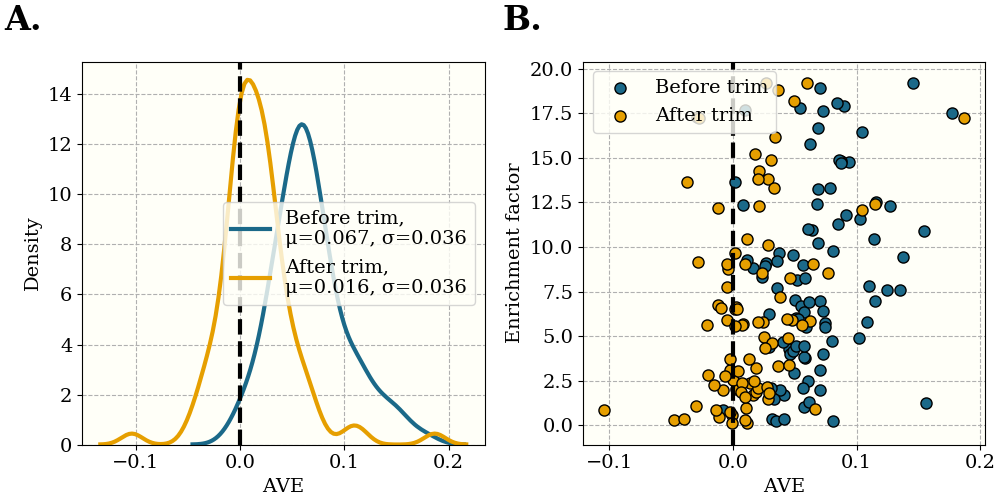 A.
14
12
10
8
6
4
2
0
Density
−0.1
0.0
0.1
0.2
AVE
Before trim,
μ=0.067, σ=0.036
After trim,
μ=0.016, σ=0.036
B.
20.0
17.5
15.0
12.5
10.0
7.5
5.0
2.5
0.0
Enrichment factor
−0.1
0.0
0.1
0.2
AVE
Before trim
After trim